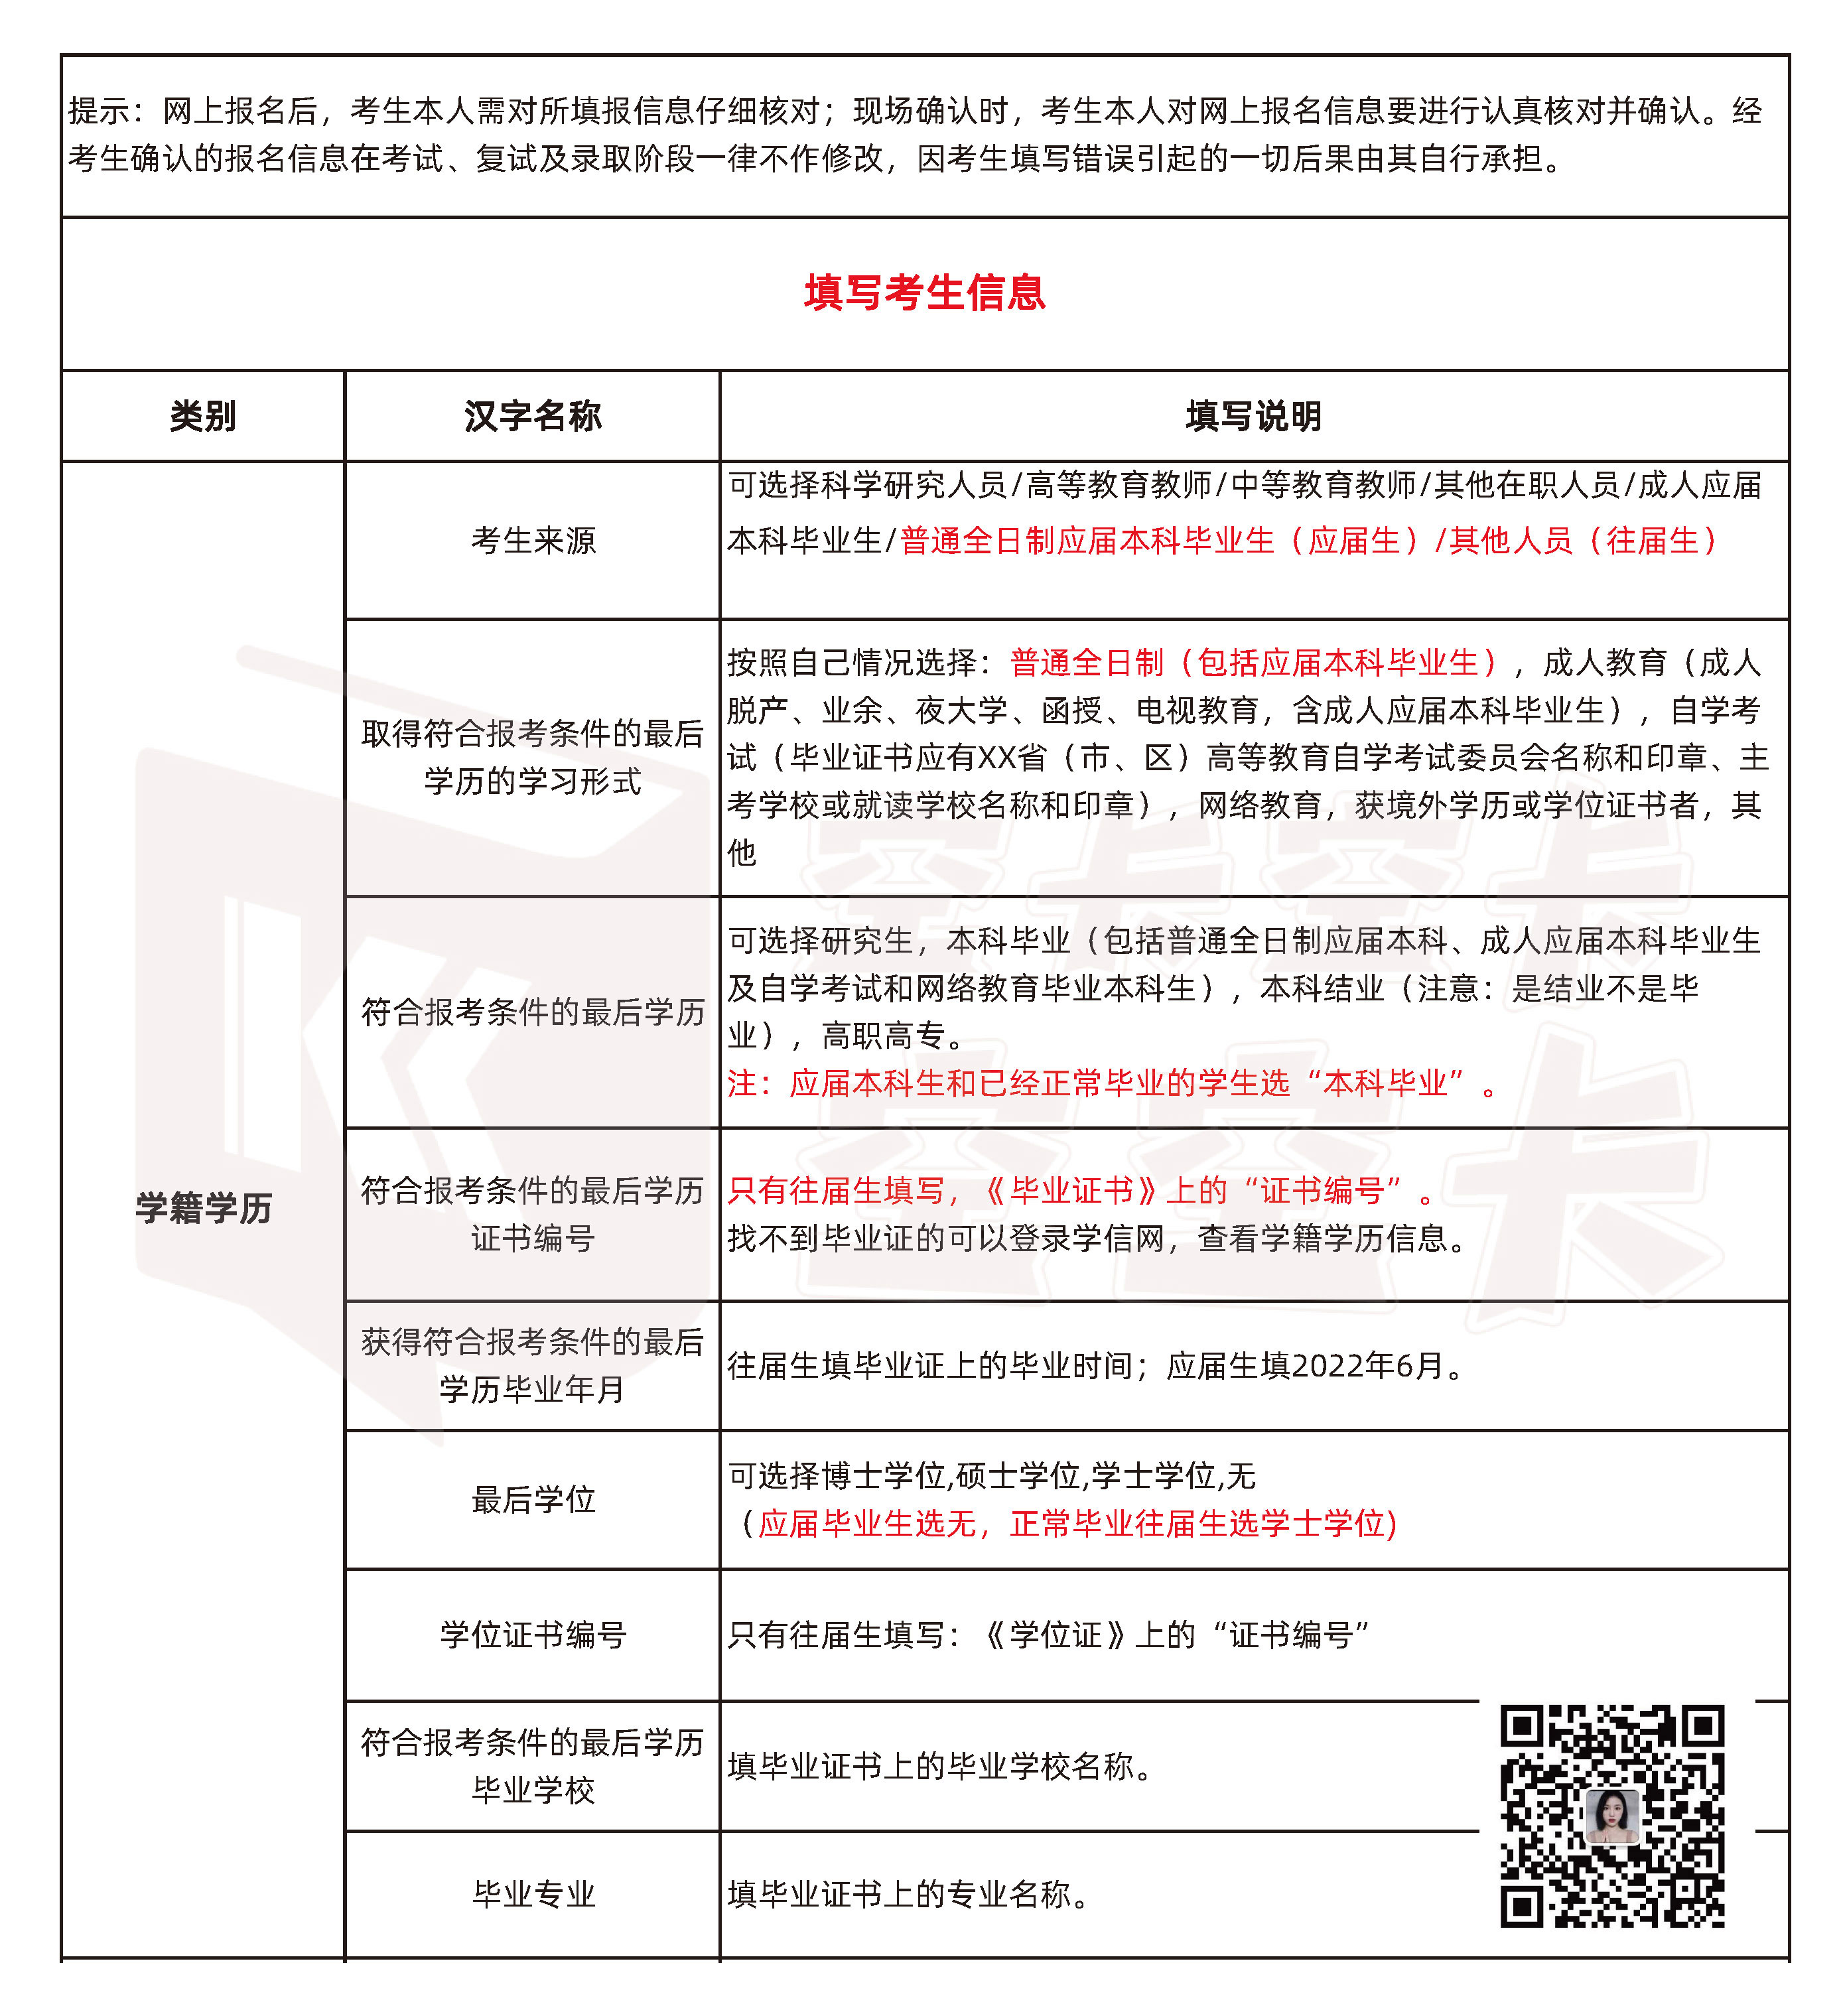 提示：网上报名后，考生本人需对所填报信息仔细核对；现场确认时，考生本人对网上报名信息要进行认真核对并确认。经
考生确认的报名信息在考试、复试及录取阶段一律不作修改，因考生填写错误引起的一切后果由其自行承担。
填写考生信息
类别
汉字名称
填写说明
学籍学历
考生来源
可选择科学研究人员/高等教育教师/中等教育教师/其他在职人员/成人应届
本科毕业生/普通全日制应届本科毕业生（应届生）/其他人员（往届生）
取得符合报考条件的最后
学历的学习形式
按照自己情况选择：普通全日制（包括应届本科毕业生），成人教育（成人
脱产、业余、夜大学、函授、电视教育，含成人应届本科毕业生），自学考
试（毕业证书应有XX省（市、区）高等教育自学考试委员会名称和印章、主
考学校或就读学校名称和印章），网络教育，获境外学历或学位证书者，其
他
符合报考条件的最后学历
可选择研究生，本科毕业（包括普通全日制应届本科、成人应届本科毕业生
及自学考试和网络教育毕业本科生），本科结业（注意：是结业不是毕
业），高职高专。
注：应届本科生和已经正常毕业的学生选“本科毕业”。
符合报考条件的最后学历
证书编号
只有往届生填写，《毕业证书》上的“证书编号”。
找不到毕业证的可以登录学信网，查看学籍学历信息。
获得符合报考条件的最后
学历毕业年月
往届生填毕业证上的毕业时间；应届生填2022年6月。
最后学位
可选择博士学位,硕士学位,学士学位,无
（应届毕业生选无，正常毕业往届生选学士学位)
学位证书编号
只有往届生填写：《学位证》上的“证书编号”
符合报考条件的最后学历
毕业学校
填毕业证书上的毕业学校名称。
毕业专业
填毕业证书上的专业名称。
空卡空卡
空空卡